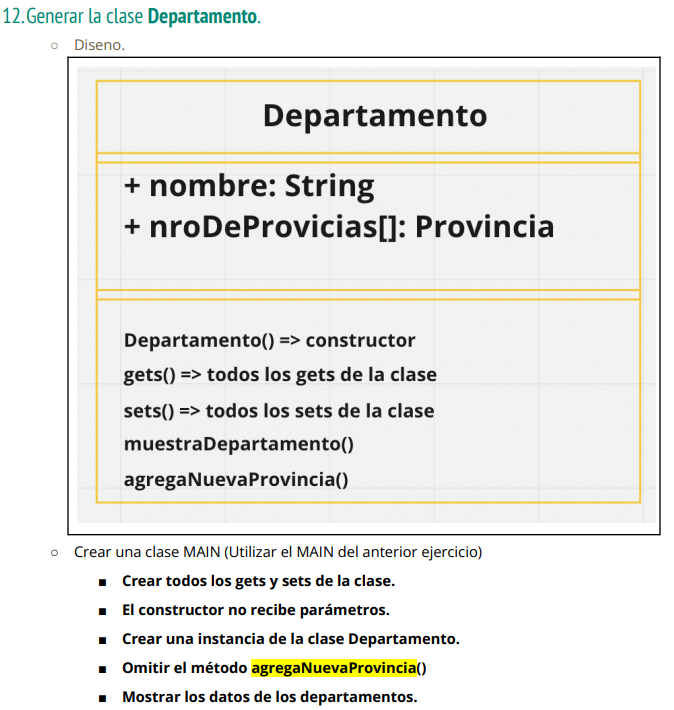 12.Generar la clase Departamento.
○ Diseno.
Departamento
+ nombre: String
+ nroDeProvicias[]: Provincia
Departamento() => constructor
gets() => todos los gets de la clase
sets() => todos los sets de la clase
muestraDepartamento()
agregaNuevaProvincia()
○ Crear una clase MAIN (Utilizar el MAIN del anterior ejercicio)
■ Crear todos los gets y sets de la clase.
■ El constructor no recibe parámetros.
■ Crear una instancia de la clase Departamento.
■ Omitir el método agregaNuevaProvincia()
■ Mostrar los datos de los departamentos.